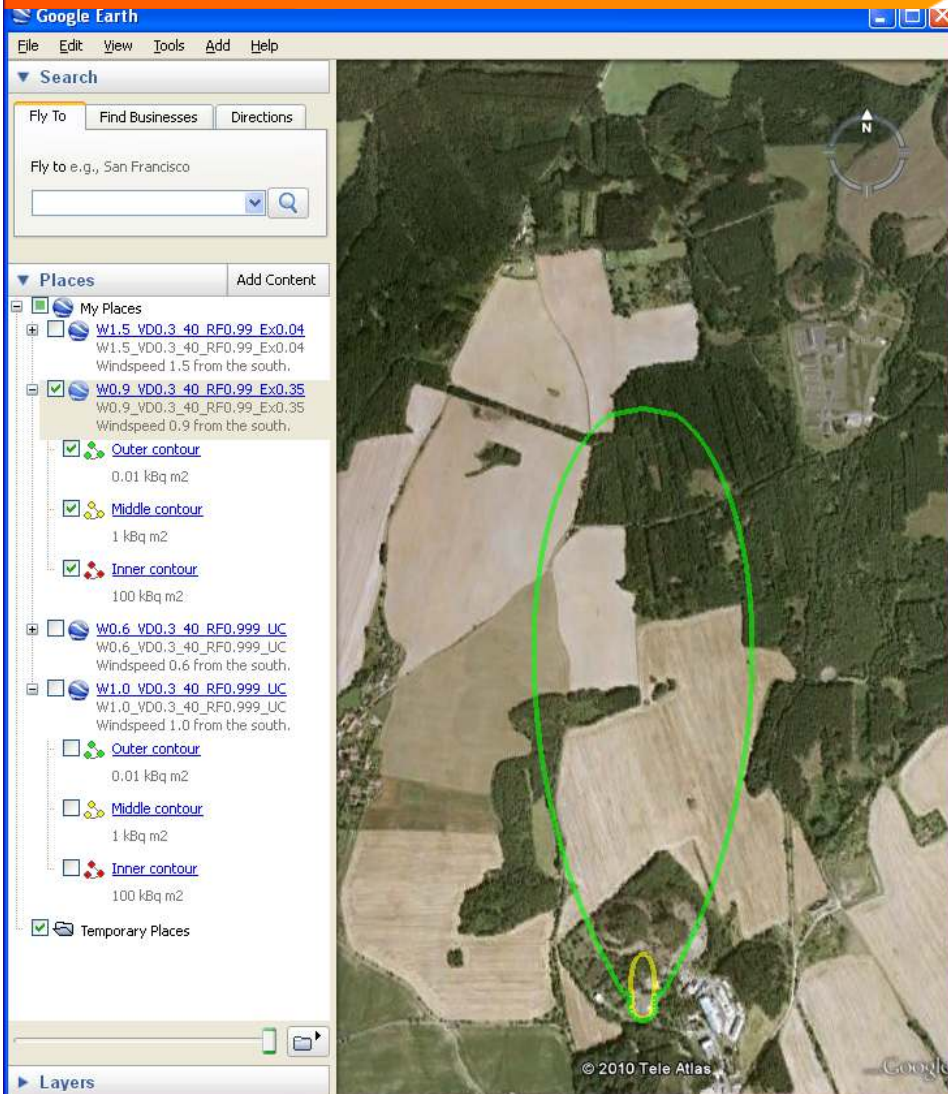 Google Earth
File Edit View Tools Add Help
Search
Fly To Find Businesses Directions
Fly to e.g., San Francisco
Places Add Content
My Places
W1.5_VD0.3_40_RF0.99_Ex0.04
W1.5_VD0.3_40_RF0.99_Ex0.04
Windspeed 1.5 from the south.
W0.9_VD0.3_40_RF0.99_Ex0.35
W0.9_VD0.3_40_RF0.99_Ex0.35
Windspeed 0.9 from the south.
Outer contour
0.01 kBq m2
Middle contour
1 kBq m2
Inner contour
100 kBq m2
W0.6_VD0.3_40_RF0.999_UC
W0.6_VD0.3_40_RF0.999_UC
Windspeed 0.6 from the south.
W1.0_VD0.3_40_RF0.999_UC
W1.0_VD0.3_40_RF0.999_UC
Windspeed 1.0 from the south.
Outer contour
0.01 kBq m2
Middle contour
1 kBq m2
Inner contour
100 kBq m2
Temporary Places
Layers
N
© 2010 Tele Atlas
Google